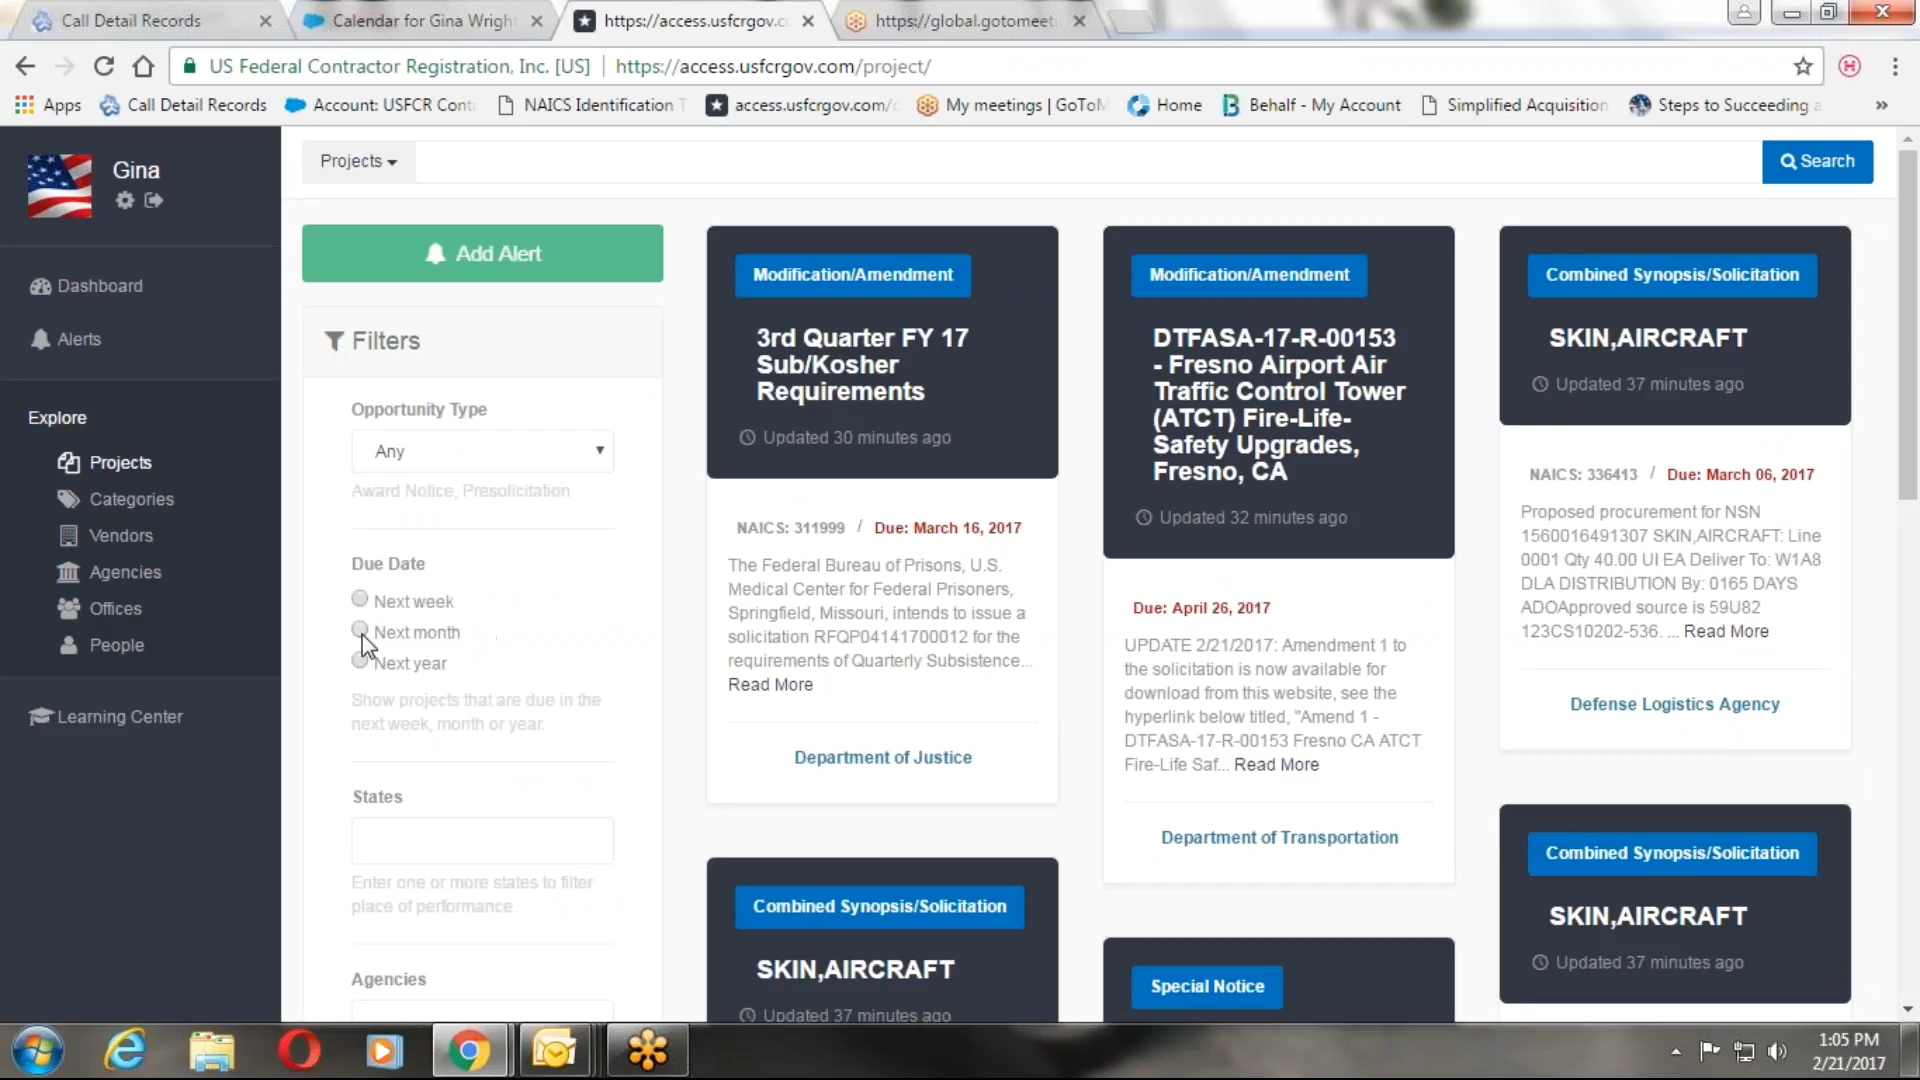 Call Detail Records
Calendar for Gina Wright
https://access.usfcrgov.c
https://global.gotomeeti
US Federal Contractor Registration, Inc. [US]
https://access.usfcrgov.com/project/
Apps
Call Detail Records
Account: USFCR Cont
NAICS Identification T
access.usfcrgov.com/c
My meetings | GoToM
Home
Behalf - My Account
Simplified Acquisition
Steps to Succeeding a
»
Gina
Dashboard
Alerts
Explore
Projects
Categories
Vendors
Agencies
Offices
People
Learning Center
Projects
Search
Add Alert
Filters
Opportunity Type
Any
Award Notice, Presolicitation
Due Date
Next week
Next month
Next year
Show projects that are due in the
next week, month or year.
States
Enter one or more states to filter
place of performance.
Agencies
Modification/Amendment
3rd Quarter FY 17
Sub/Kosher
Requirements
Updated 30 minutes ago
NAICS: 311999 / Due: March 16, 2017
The Federal Bureau of Prisons, U.S.
Medical Center for Federal Prisoners,
Springfield, Missouri, intends to issue a
solicitation RFQP04141700012 for the
requirements of Quarterly Subsistence...
Read More
Department of Justice
Combined Synopsis/Solicitation
SKIN,AIRCRAFT
Updated 37 minutes ago
Modification/Amendment
DTFASA-17-R-00153
- Fresno Airport Air
Traffic Control Tower
(ATCT) Fire-Life-
Safety Upgrades,
Fresno, CA
Updated 32 minutes ago
Due: April 26, 2017
UPDATE 2/21/2017: Amendment 1 to
the solicitation is now available for
download from this website, see the
hyperlink below titled, "Amend 1 -
DTFASA-17-R-00153 Fresno CA ATCT
Fire-Life Saf... Read More
Department of Transportation
Special Notice
Combined Synopsis/Solicitation
SKIN,AIRCRAFT
Updated 37 minutes ago
NAICS: 336413 / Due: March 06, 2017
Proposed procurement for NSN
1560016491307 SKIN,AIRCRAFT: Line
0001 Qty 40.00 UI EA Deliver To: W1A8
DLA DISTRIBUTION By: 0165 DAYS
ADOApproved source is 59U82
123CS10202-536. ... Read More
Defense Logistics Agency
Combined Synopsis/Solicitation
SKIN,AIRCRAFT
Updated 37 minutes ago
1:05 PM
2/21/2017